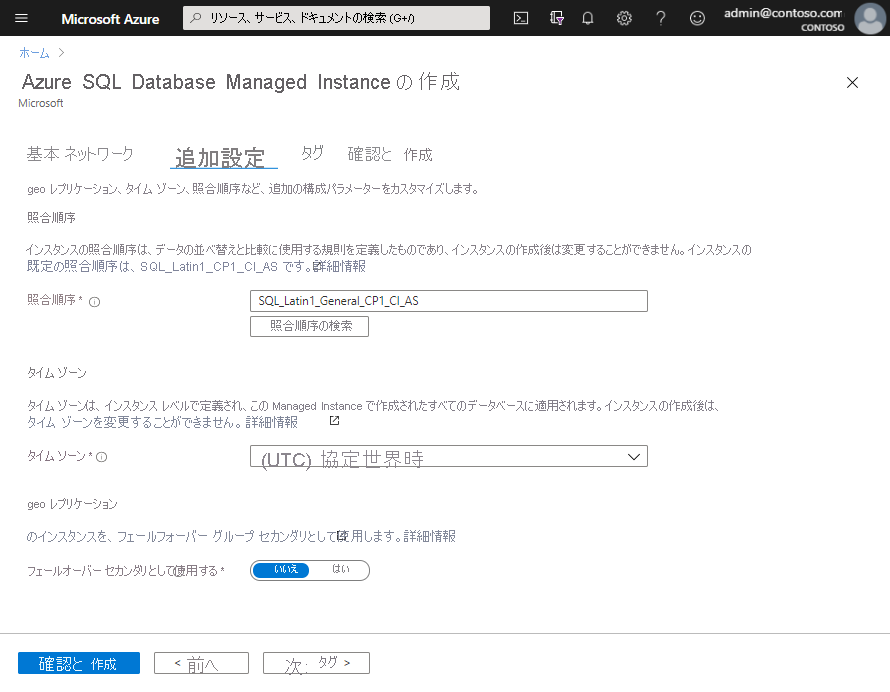 Microsoft Azure
リソース、サービス、ドキュメントの検索 (G+/)
admin@contoso.com
CONTOSO
ホーム
Azure SQL Database Managed Instance の 作成
Microsoft
基本 ネットワーク 追加設定 タグ 確認と 作成
geo レプリケーション、タイム ゾーン、照合順序など、追加の構成パラメーターをカスタマイズします。
照合順序
インスタンスの照合順序は、データの並べ替えと比較に使用する規則を定義したものであり、インスタンスの作成後は変更することができません。インスタンスの
既定の照合順序は、SQL_Latin1_CP1_CI_AS です。詳細情報
照合順序 *
SQL_Latin1_General_CP1_CI_AS
照合順序の検索
タイム ゾーン
タイム ゾーンは、インスタンス レベルで定義され、この Managed Instance で作成されたすべてのデータベースに適用されます。インスタンスの作成後は、
タイム ゾーンを変更することができません。詳細情報
タイム ゾーン *
(UTC) 協定世界時
geo レプリケーション
のインスタンスを、フェールフォーバー グループ セカンダリとして使用します。詳細情報
フェールオーバー セカンダリとして使用する *
いいえ はい
確認と 作成
< 前へ
次: タグ >